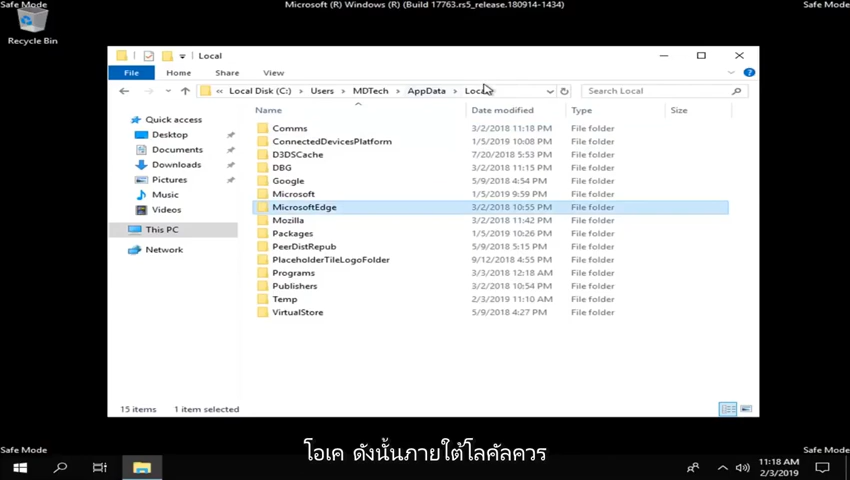 Safe Mode
Microsoft (R) Windows (R) (Build 17763.rs5_release.180914-1434)
Safe Mode
Recycle Bin
Local
File Home Share View
« Local Disk (C:) › Users › MDTech › AppData › Local
Search Local
Name Date modified Type Size
Quick access
Desktop
Documents
Downloads
Pictures
Music
Videos
This PC
Network
Comms 3/2/2018 11:18 PM File folder
ConnectedDevicesPlatform 1/5/2019 10:08 PM File folder
D3DSCache 7/20/2018 5:53 PM File folder
DBG 3/2/2018 11:15 PM File folder
Google 5/9/2018 4:54 PM File folder
Microsoft 1/5/2019 9:59 PM File folder
MicrosoftEdge 3/2/2018 10:55 PM File folder
Mozilla 3/2/2018 11:42 PM File folder
Packages 1/5/2019 10:26 PM File folder
PeerDistRepub 5/9/2018 5:15 PM File folder
PlaceholderTileLogoFolder 9/12/2018 4:55 PM File folder
Programs 3/3/2018 12:18 AM File folder
Publishers 3/2/2018 10:54 PM File folder
Temp 2/3/2019 11:10 AM File folder
VirtualStore 5/9/2018 4:27 PM File folder
15 items 1 item selected
Safe Mode
โอเค ดังนั้นภายใต้โลคัลควร
Safe Mode
11:18 AM
2/3/2019